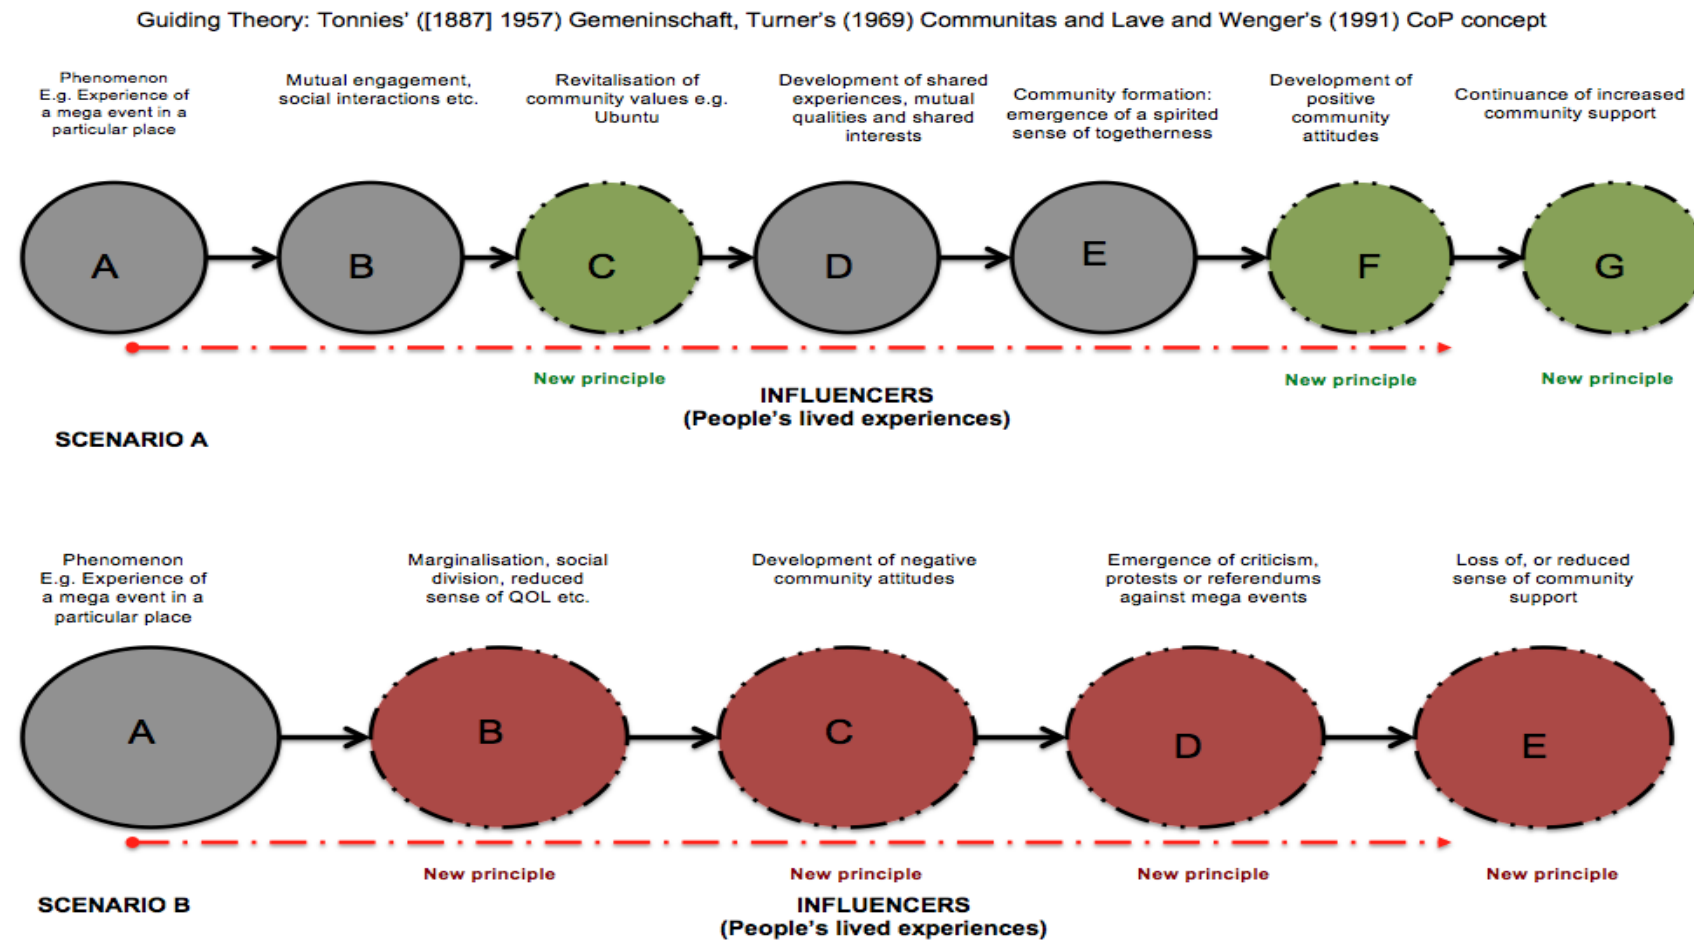 Guiding Theory: Tonnies' ([1887] 1957) Gemeninschaft, Turner's (1969) Communitas and Lave and Wenger's (1991) CoP concept
Phenomenon
E.g. Experience of
a mega event in a
particular place
Mutual engagement,
social interactions etc.
Revitalisation of
community values e.g.
Ubuntu
Development of shared
experiences, mutual
qualities and shared
interests
Community formation:
emergence of a spirited
sense of togetherness
Development of
positive
community
attitudes
Continuance of increased
community support
A
B
C
D
E
F
G
New principle
New principle
New principle
INFLUENCERS
(People's lived experiences)
SCENARIO A
Phenomenon
E.g. Experience of
a mega event in a
particular place
Marginalisation, social
division, reduced
sense of QOL etc.
Development of negative
community attitudes
Emergence of criticism,
protests or referendums
against mega events
Loss of, or reduced
sense of community
support
A
B
C
D
E
New principle
New principle
New principle
New principle
SCENARIO B
INFLUENCERS
(People's lived experiences)